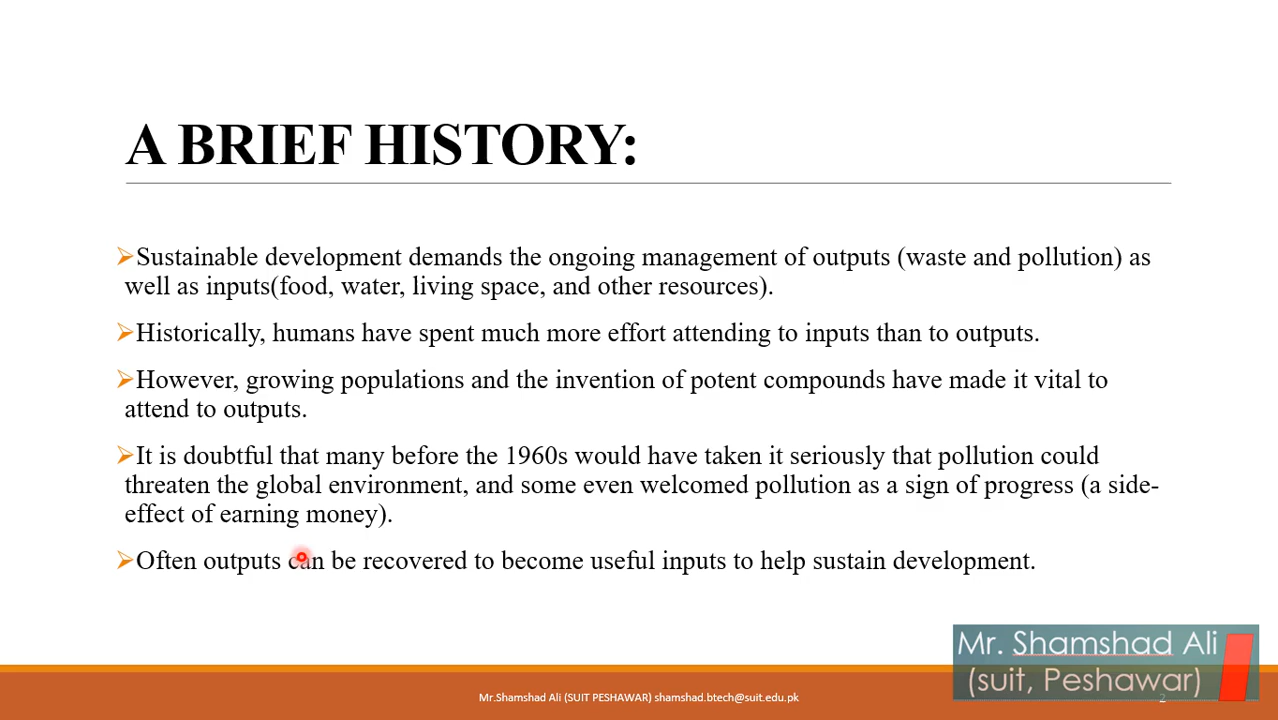 A BRIEF HISTORY:
Sustainable development demands the ongoing management of outputs (waste and pollution) as
well as inputs(food, water, living space, and other resources).
Historically, humans have spent much more effort attending to inputs than to outputs.
However, growing populations and the invention of potent compounds have made it vital to
attend to outputs.
It is doubtful that many before the 1960s would have taken it seriously that pollution could
threaten the global environment, and some even welcomed pollution as a sign of progress (a side-
effect of earning money).
Often outputs can be recovered to become useful inputs to help sustain development.
Mr. Shamshad Ali
(suit, Peshawar)
Mr.Shamshad Ali (SUIT PESHAWAR) shamshad.btech@suit.edu.pk
2